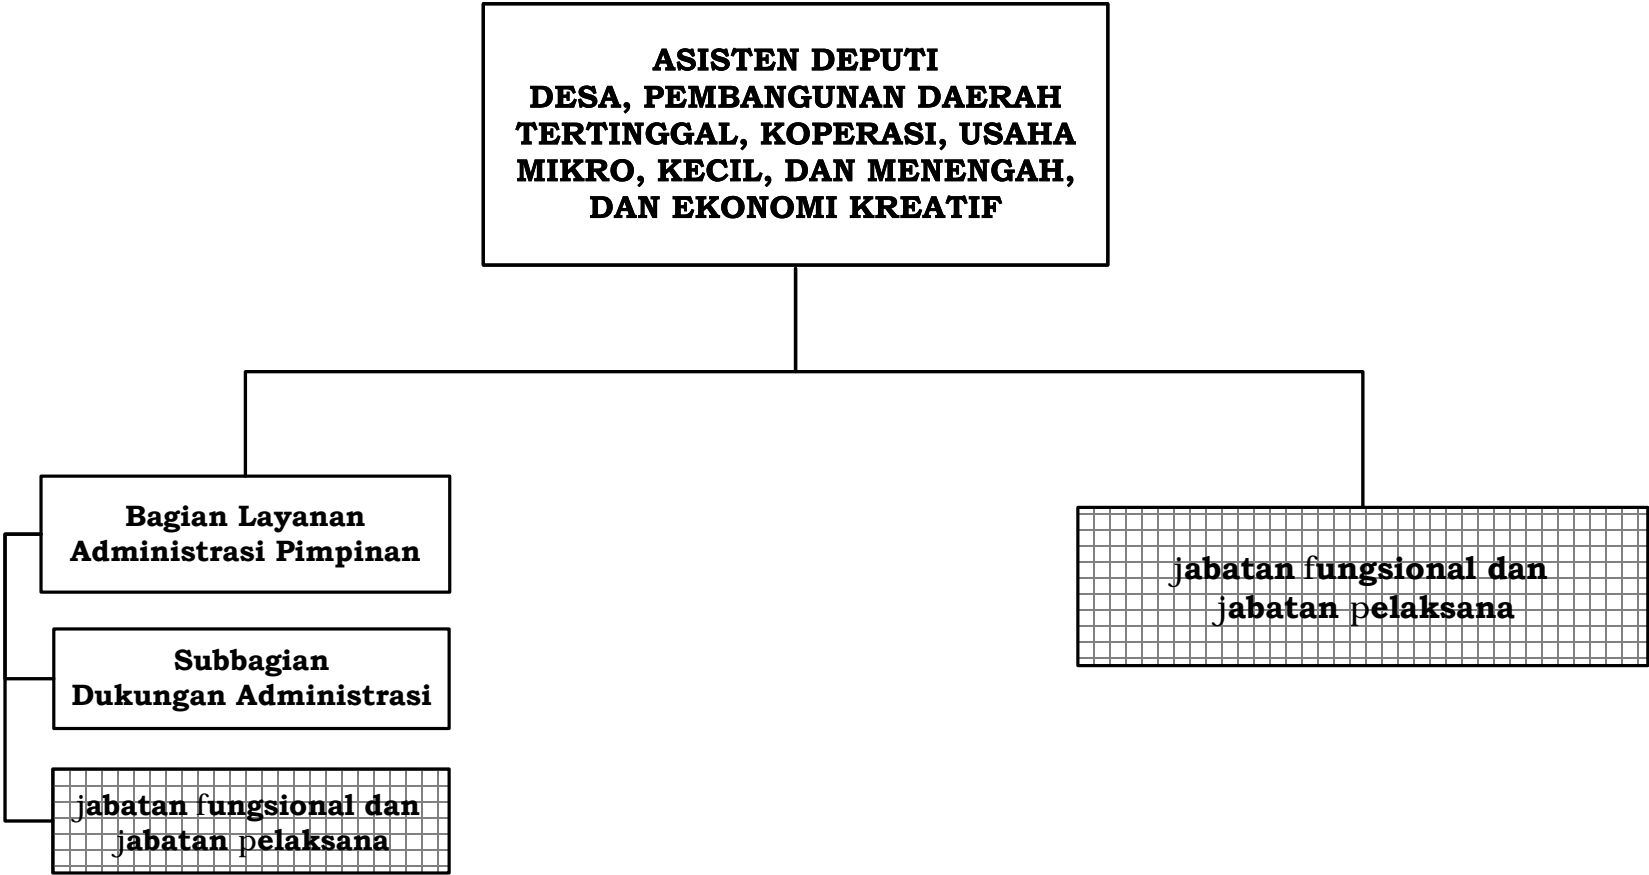 ASISTEN DEPUTI
DESA, PEMBANGUNAN DAERAH
TERTINGGAL, KOPERASI, USAHA
MIKRO, KECIL, DAN MENENGAH,
DAN EKONOMI KREATIF
Bagian Layanan
Administrasi Pimpinan
Subbagian
Dukungan Administrasi
jabatan fungsional dan
jabatan pelaksana
jabatan fungsional dan
jabatan pelaksana